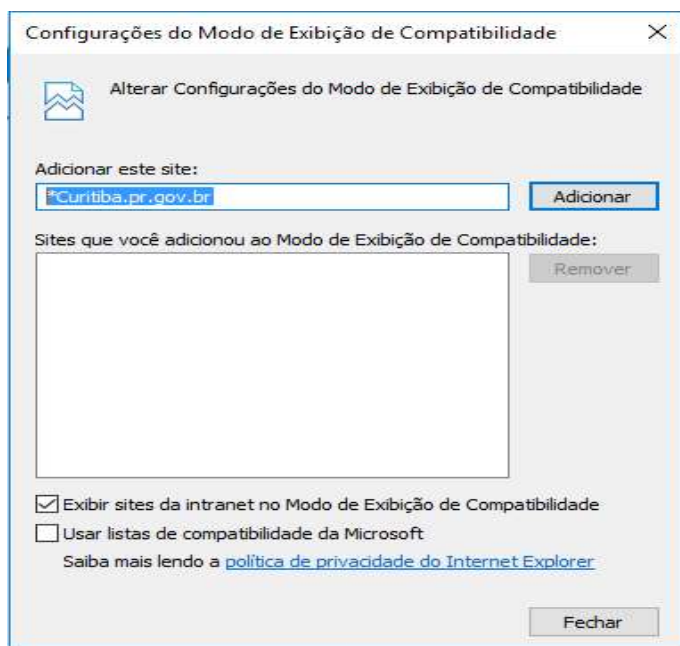 Configurações do Modo de Exibição de Compatibilidade
Alterar Configurações do Modo de Exibição de Compatibilidade
Adicionar este site:
*Curitiba.pr.gov.br
Adicionar
Sites que você adicionou ao Modo de Exibição de Compatibilidade:
Remover
Exibir sites da intranet no Modo de Exibição de Compatibilidade
Usar listas de compatibilidade da Microsoft
Saiba mais lendo a política de privacidade do Internet Explorer
Fechar